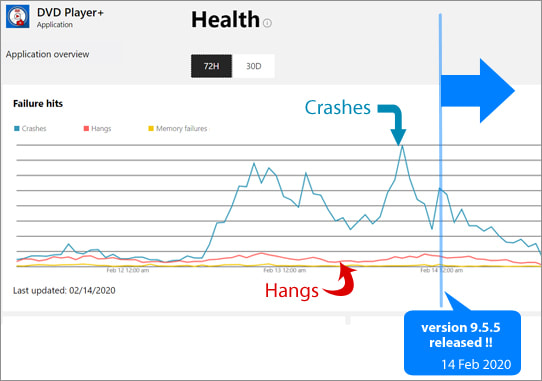 DVD Player+
Application
Health
Application overview
72H
30D
Failure hits
Crashes
Crashes
Hangs
Memory failures
Feb 12 12:00 am
Feb 13 12:00 am
Feb 14 12:00 am
Last updated: 02/14/2020
Hangs
version 9.5.5
released !!
14 Feb 2020